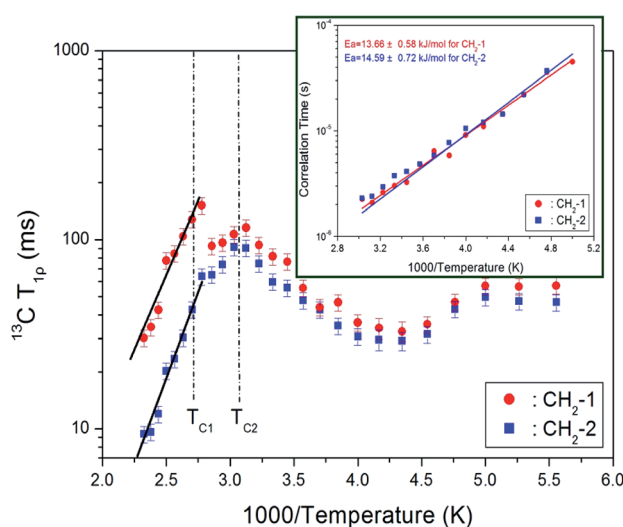 Ea=13.66 ± 0.58 kJ/mol for CH₂-1
Ea=14.59 ± 0.72 kJ/mol for CH₂-2
Correlation Time (s)
10⁻⁴
10⁻⁵
10⁻⁶
2.8 3.2 3.6 4.0 4.4 4.8 5.2
1000/Temperature (K)
: CH₂-1
: CH₂-2
¹³C T₁ρ (ms)
1000
100
10
T_C1 T_C2
: CH₂-1
: CH₂-2
2.0 2.5 3.0 3.5 4.0 4.5 5.0 5.5 6.0
1000/Temperature (K)